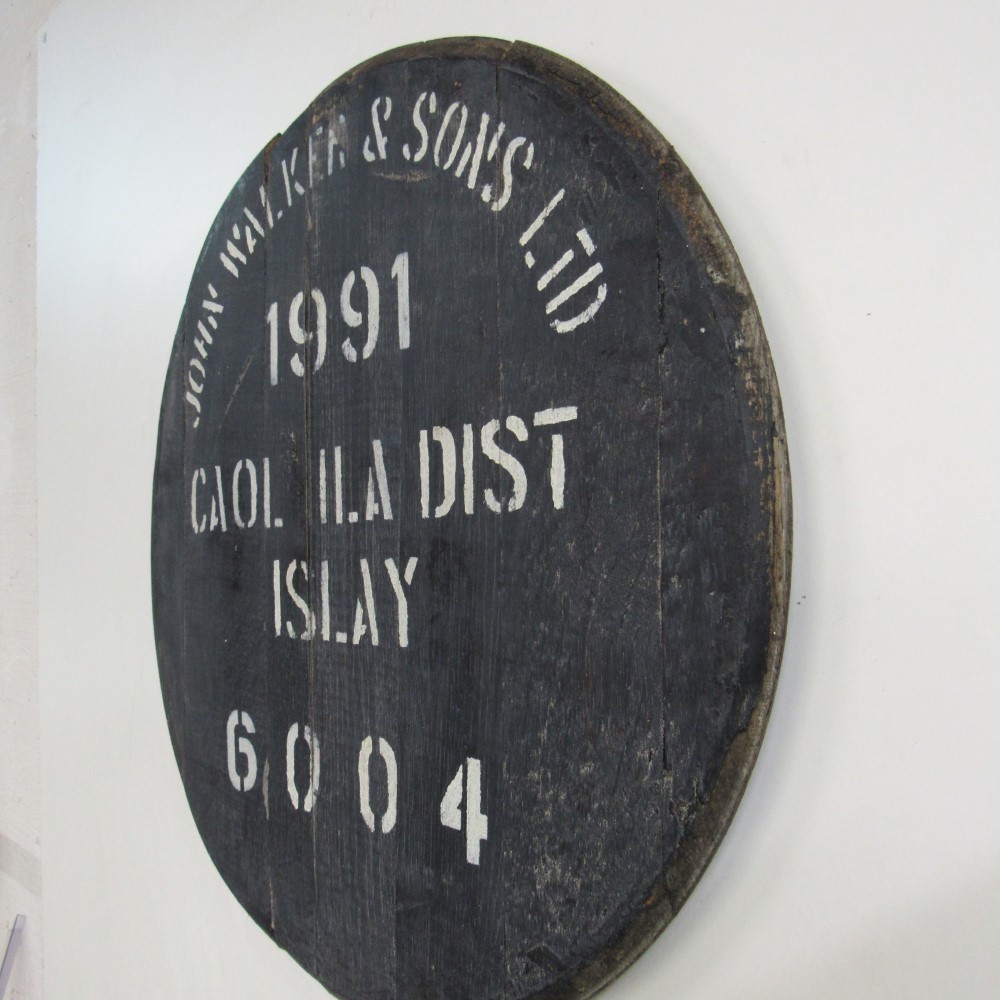 JOHN WALKER & SONS LTD
1991
CAOL ILA DIST
ISLAY
6004